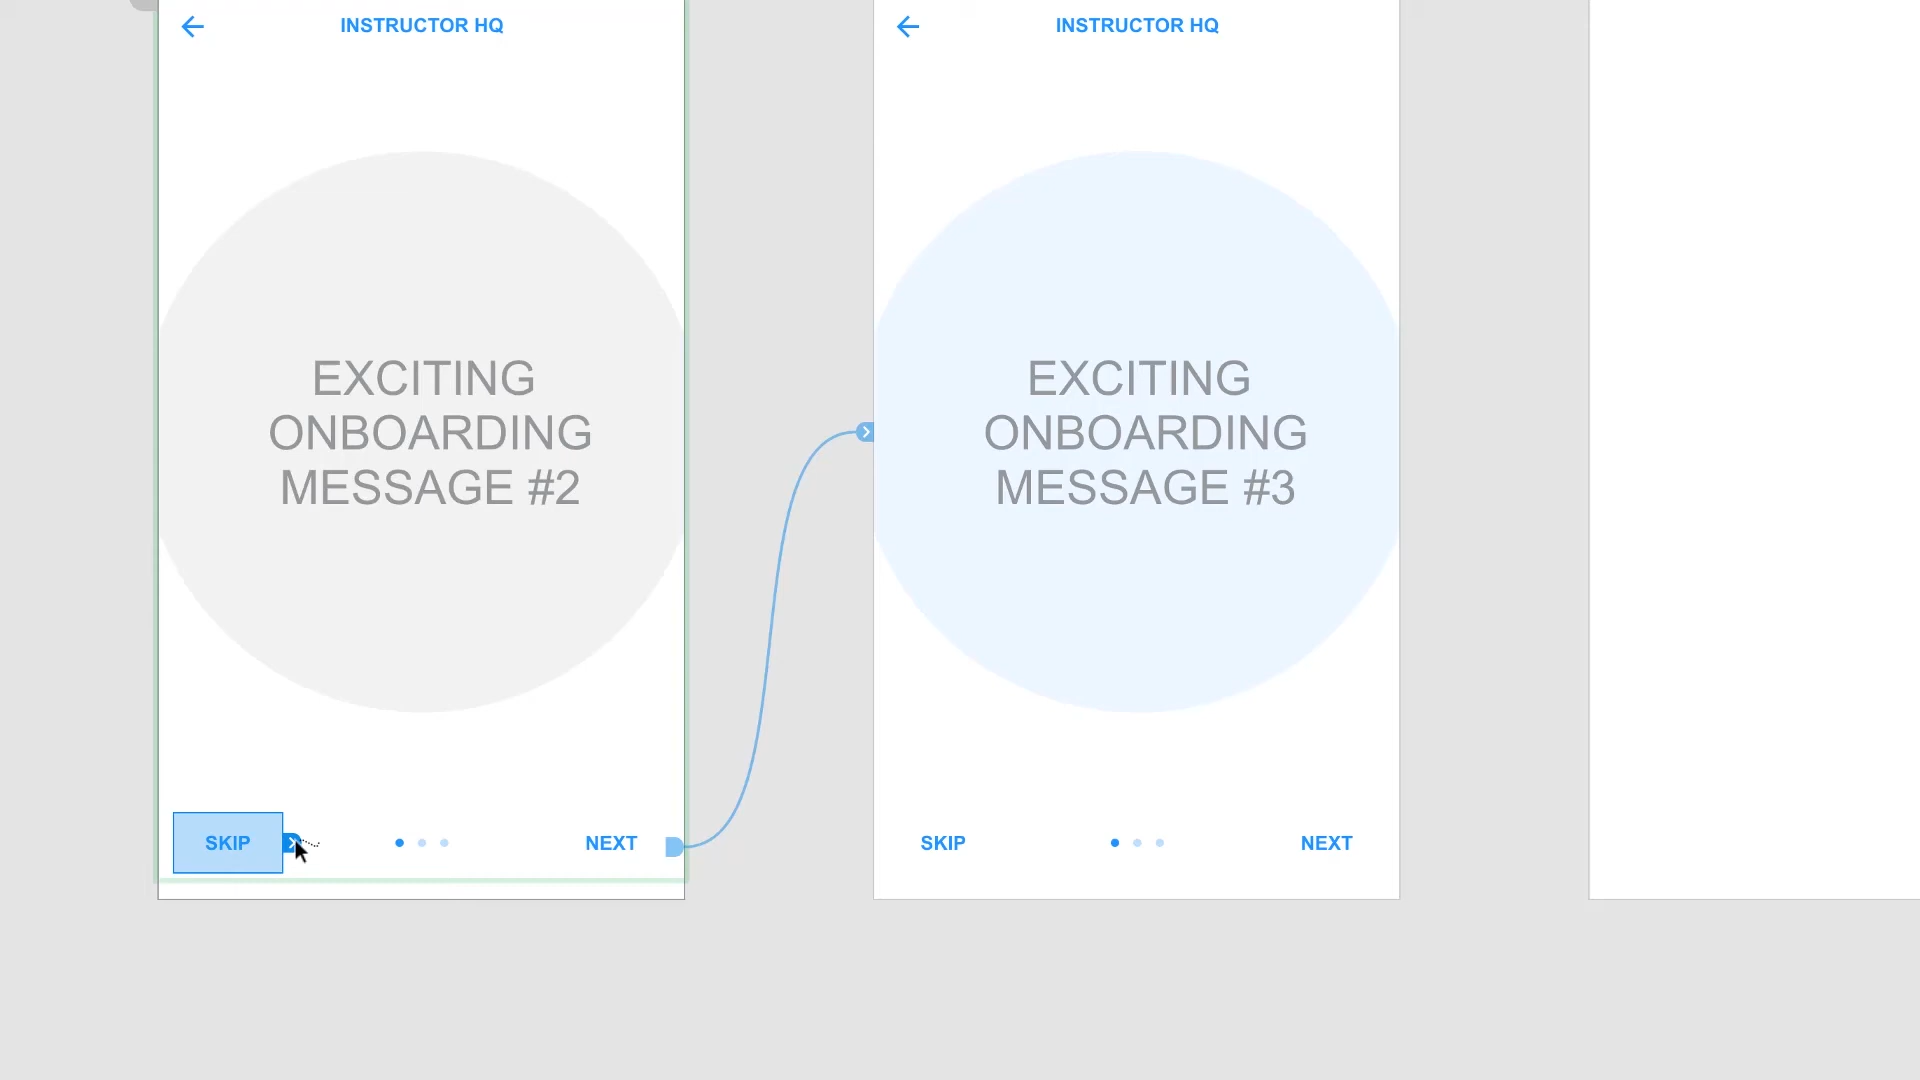 INSTRUCTOR HQ
EXCITING
ONBOARDING
MESSAGE #2
SKIP
NEXT
INSTRUCTOR HQ
EXCITING
ONBOARDING
MESSAGE #3
SKIP
NEXT